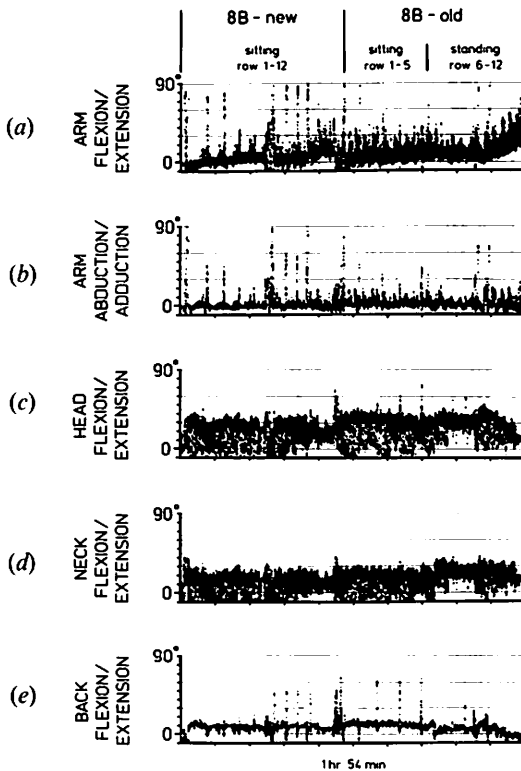 8B - new
8B - old
sitting
row 1-12
sitting
row 1-5
standing
row 6-12
(a)
ARM
FLEXION/
EXTENSION
90°
0
(b)
ARM
ABDUCTION/
ADDUCTION
90°
0
(c)
HEAD
FLEXION/
EXTENSION
90°
0
(d)
NECK
FLEXION/
EXTENSION
90°
0
(e)
BACK
FLEXION/
EXTENSION
90°
0
1 hr 54 min